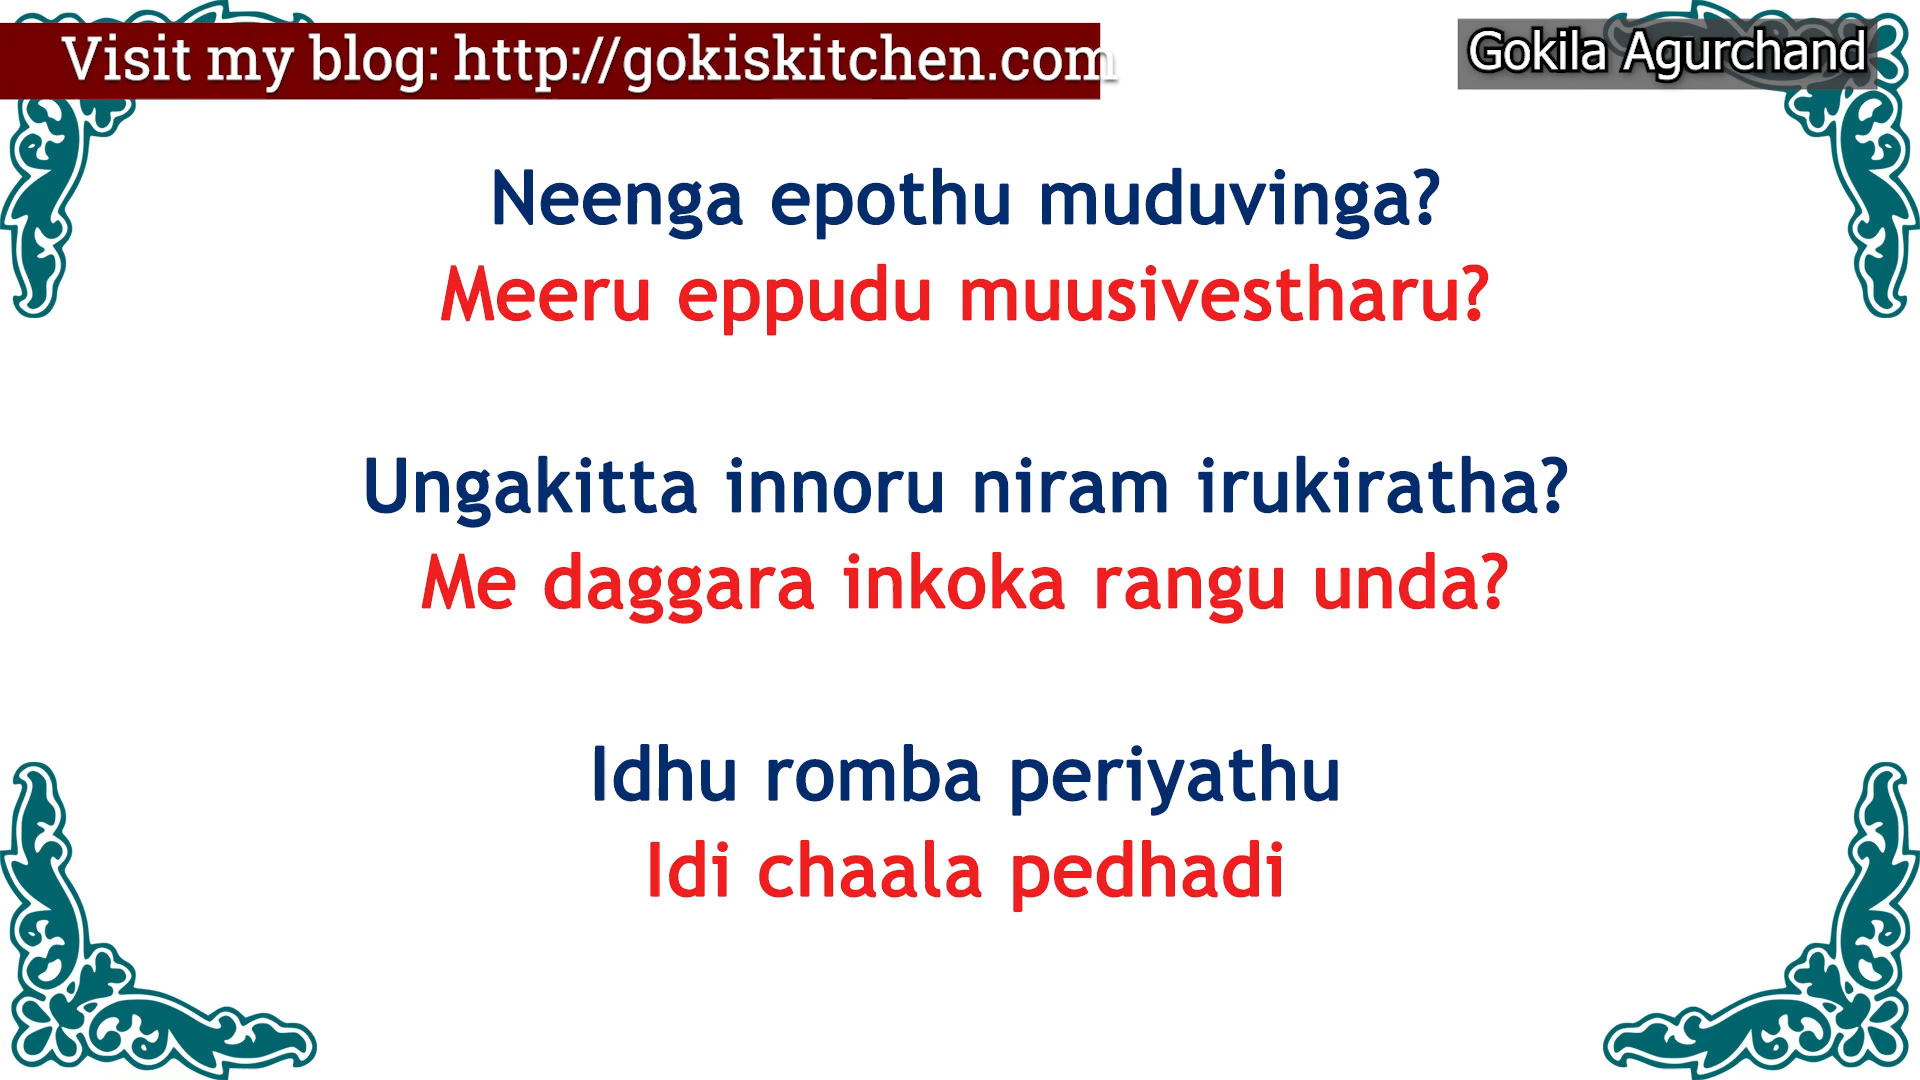 Visit my blog: http://gokiskitchen.com
Gokila Agurchand
Neenga epothu muduvinga?
Meeru eppudu muusivestharu?
Ungakitta innoru niram irukiratha?
Me daggara inkoka rangu unda?
Idhu romba periyathu
Idi chaala pedhadi